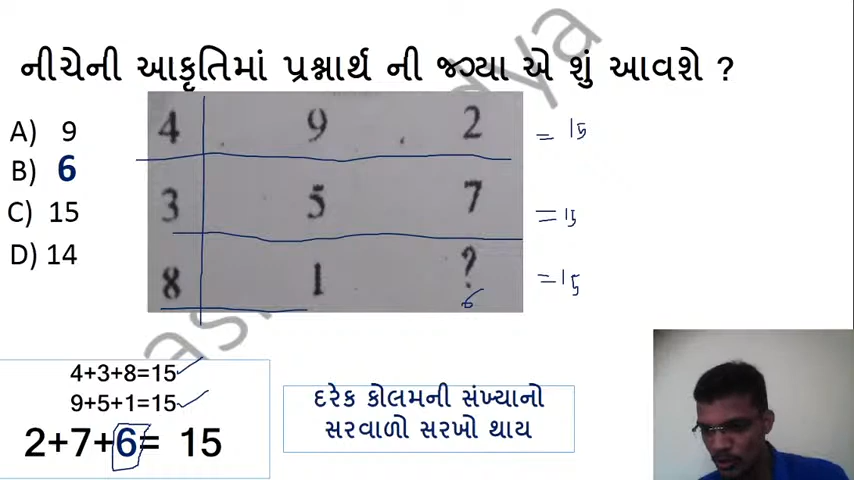 નીચેની આકૃતિમાં પ્રશ્નાર્થ ની જ્ગ્યા એ શું આવશે ?
A) 9
B) 6
C) 15
D) 14
4 9 2 = 15
3 5 7 = 15
8 1 ? = 15
6
4+3+8=15
9+5+1=15
2+7+6= 15
દરેક કોલમની સંખ્યાનો
સરવાળો સરખો થાય